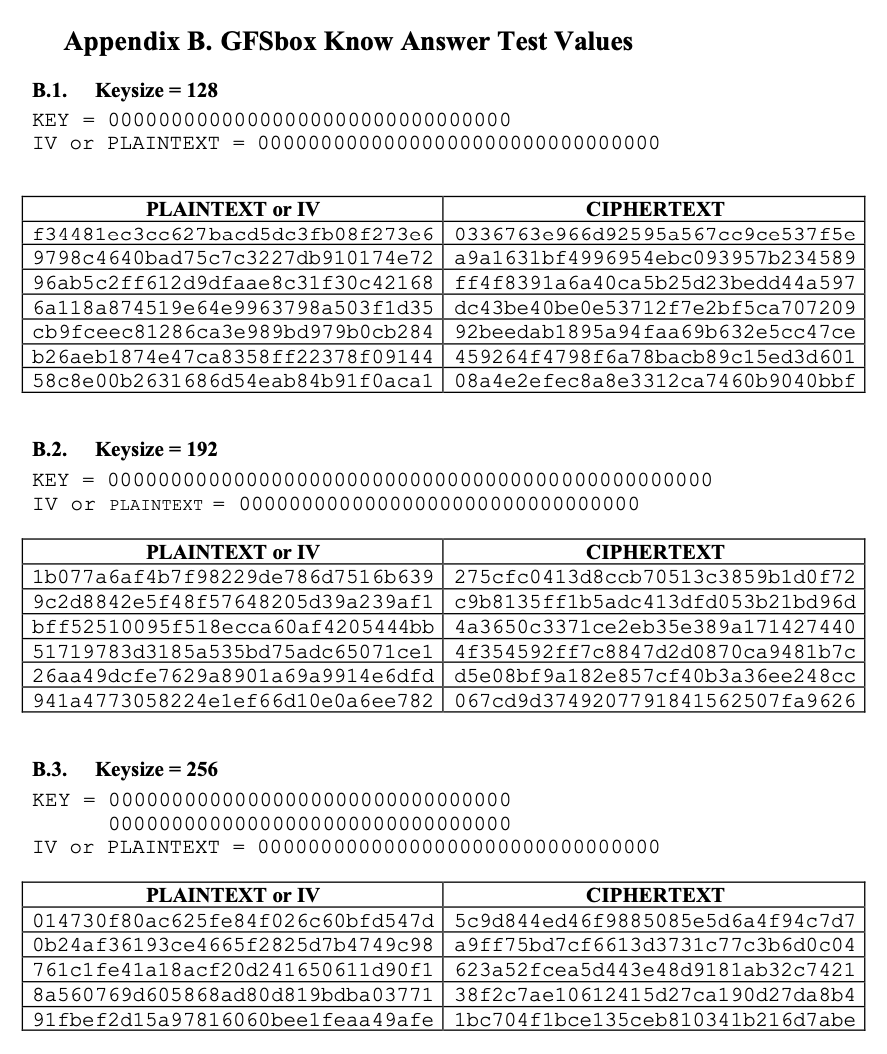 Appendix B. GFSbox Know Answer Test Values
B.1. Keysize = 128
KEY = 00000000000000000000000000000000
IV or PLAINTEXT = 00000000000000000000000000000000
PLAINTEXT or IV CIPHERTEXT
f34481ec3cc627bacd5dc3fb08f273e6 0336763e966d92595a567cc9ce537f5e
9798c4640bad75c7c3227db910174e72 a9a1631bf4996954ebc093957b234589
96ab5c2ff612d9dfaae8c31f30c42168 ff4f8391a6a40ca5b25d23bedd44a597
6a118a874519e64e9963798a503f1d35 dc43be40be0e53712f7e2bf5ca707209
cb9fceec81286ca3e989bd979b0cb284 92beedab1895a94faa69b632e5cc47ce
b26aeb1874e47ca8358ff22378f09144 459264f4798f6a78bacb89c15ed3d601
58c8e00b2631686d54eab84b91f0aca1 08a4e2efec8a8e3312ca7460b9040bbf
B.2. Keysize = 192
KEY = 000000000000000000000000000000000000000000000000
IV or PLAINTEXT = 00000000000000000000000000000000
PLAINTEXT or IV CIPHERTEXT
1b077a6af4b7f98229de786d7516b639 275cfc0413d8ccb70513c3859b1d0f72
9c2d8842e5f48f57648205d39a239af1 c9b8135ff1b5adc413dfd053b21bd96d
bff52510095f518ecca60af4205444bb 4a3650c3371ce2eb35e389a171427440
51719783d3185a535bd75adc65071ce1 4f354592ff7c8847d2d0870ca9481b7c
26aa49dcfe7629a8901a69a9914e6dfd d5e08bf9a182e857cf40b3a36ee248cc
941a4773058224e1ef66d10e0a6ee782 067cd9d3749207791841562507fa9626
B.3. Keysize = 256
KEY = 00000000000000000000000000000000
00000000000000000000000000000000
IV or PLAINTEXT = 00000000000000000000000000000000
PLAINTEXT or IV CIPHERTEXT
014730f80ac625fe84f026c60bfd547d 5c9d844ed46f9885085e5d6a4f94c7d7
0b24af36193ce4665f2825d7b4749c98 a9ff75bd7cf6613d3731c77c3b6d0c04
761c1fe41a18acf20d241650611d90f1 623a52fcea5d443e48d9181ab32c7421
8a560769d605868ad80d819bdba03771 38f2c7ae10612415d27ca190d27da8b4
91fbef2d15a97816060bee1feaa49afe 1bc704f1bce135ceb810341b216d7abe